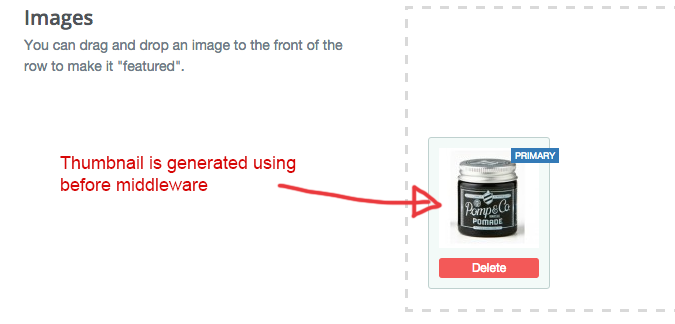 Images
You can drag and drop an image to the front of the
row to make it "featured".
Thumbnail is generated using
before middleware
PRIMARY
Pomp&Co.
POMADE
Delete